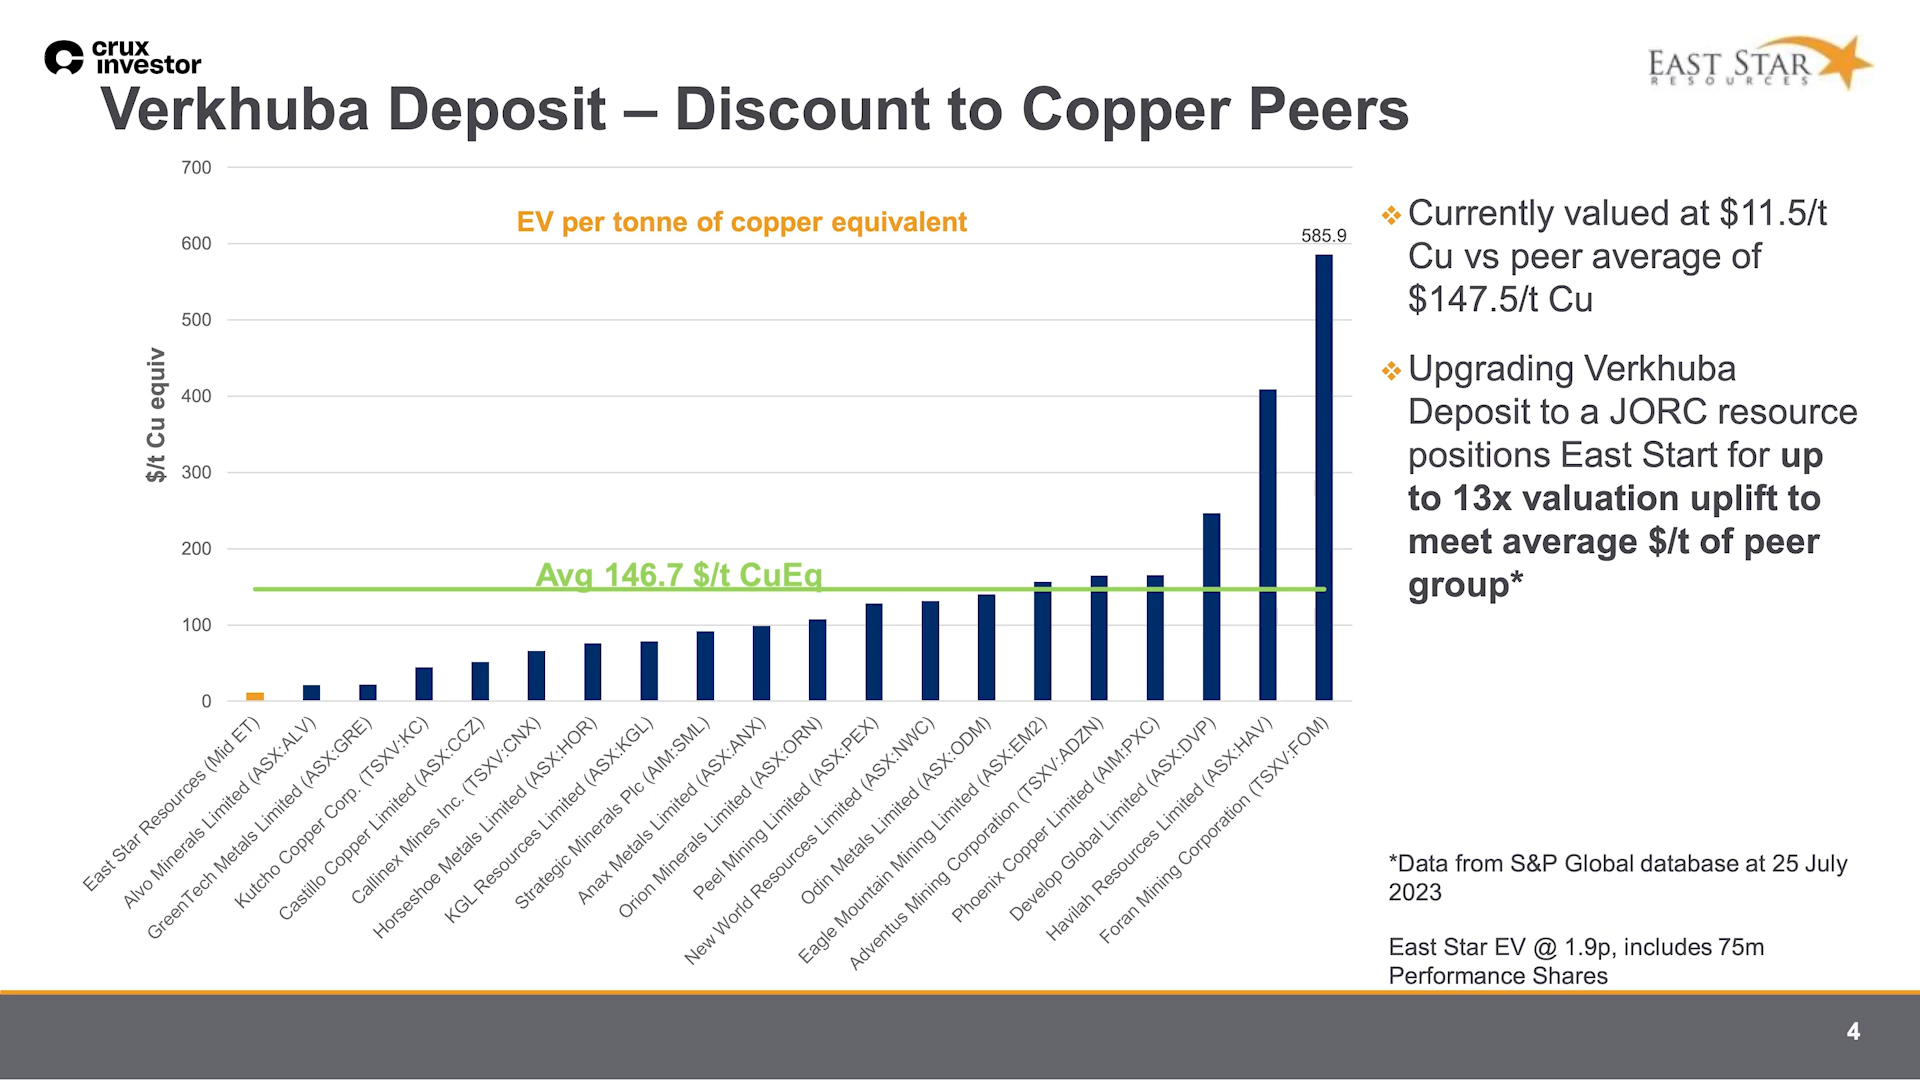 crux
investor
EAST STAR
RESOURCES
Verkhuba Deposit – Discount to Copper Peers
700
600
500
400
300
200
100
0
$/t Cu equiv
EV per tonne of copper equivalent
585.9
Avg 146.7 $/t CuEq
East Star Resources (Mid ET)
Alvo Minerals Limited (ASX:ALV)
GreenTech Metals Limited (ASX:GRE)
Kutcho Copper Corp. (TSXV:KC)
Castillo Copper Limited (ASX:CCZ)
Callinex Mines Inc. (TSXV:CNX)
Horseshoe Metals Limited (ASX:HOR)
KGL Resources Limited (ASX:KGL)
Strategic Minerals Plc (AIM:SML)
Anax Metals Limited (ASX:ANX)
Orion Minerals Limited (ASX:ORN)
Peel Mining Limited (ASX:PEX)
New World Resources Limited (ASX:NWC)
Odin Metals Limited (ASX:ODM)
Eagle Mountain Mining Limited (ASX:EM2)
Adventus Mining Corporation (TSXV:ADZN)
Phoenix Copper Limited (AIM:PXC)
Develop Global Limited (ASX:DVP)
Havilah Resources Limited (ASX:HAV)
Foran Mining Corporation (TSXV:FOM)
❖ Currently valued at $11.5/t
Cu vs peer average of
$147.5/t Cu
❖ Upgrading Verkhuba
Deposit to a JORC resource
positions East Start for up
to 13x valuation uplift to
meet average $/t of peer
group*
*Data from S&P Global database at 25 July
2023
East Star EV @ 1.9p, includes 75m
Performance Shares
4